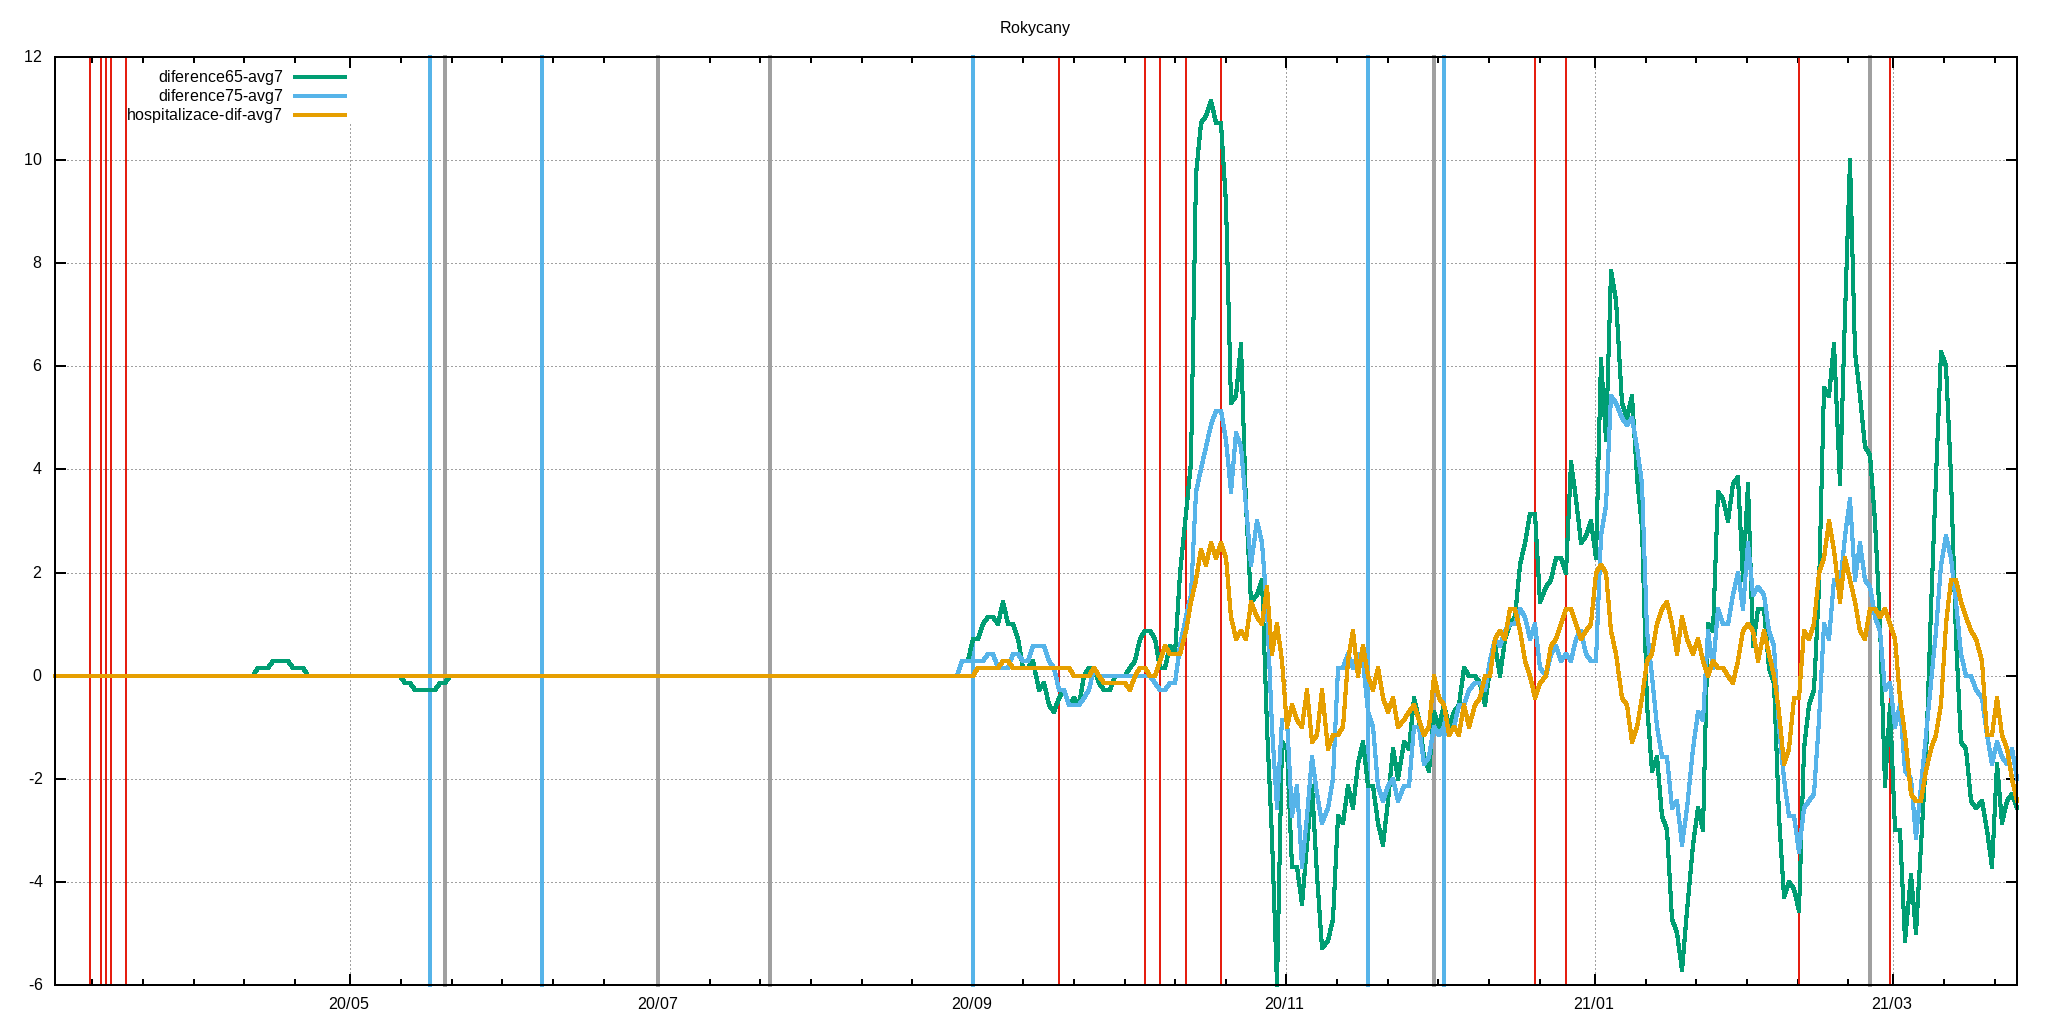 Rokycany
12
diference65-avg7
diference75-avg7
hospitalizace-dif-avg7
10
8
6
4
2
0
-2
-4
-6
20/05 20/07 20/09 20/11 21/01 21/03